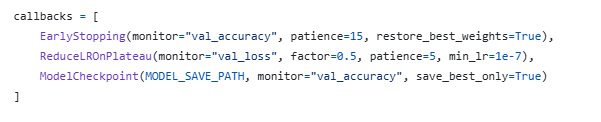 callbacks = [
    EarlyStopping(monitor="val_accuracy", patience=15, restore_best_weights=True),
    ReduceLROnPlateau(monitor="val_loss", factor=0.5, patience=5, min_lr=1e-7),
    ModelCheckpoint(MODEL_SAVE_PATH, monitor="val_accuracy", save_best_only=True)
]